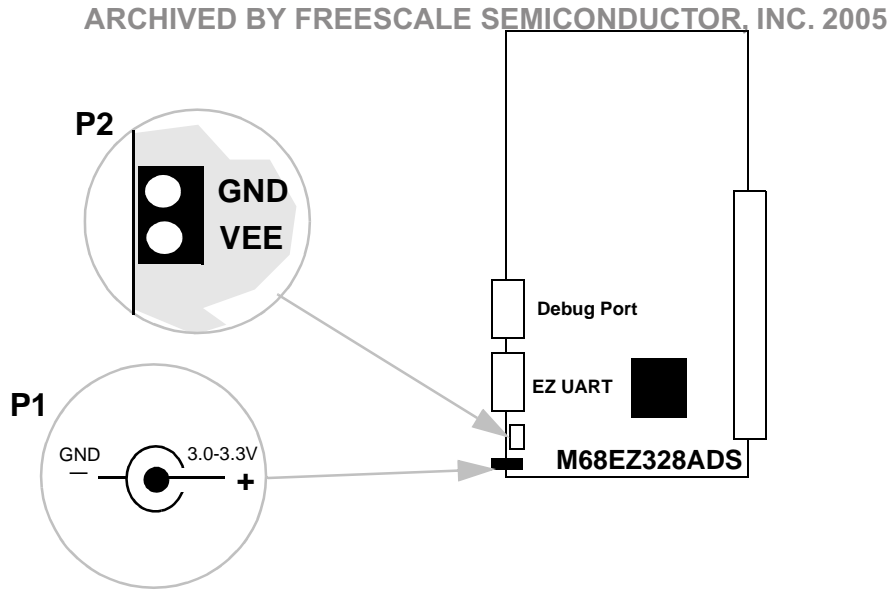 ARCHIVED BY FREESCALE SEMICONDUCTOR, INC. 2005
P2
GND
VEE
Debug Port
EZ UART
P1
GND
3.0-3.3V
–
+
M68EZ328ADS